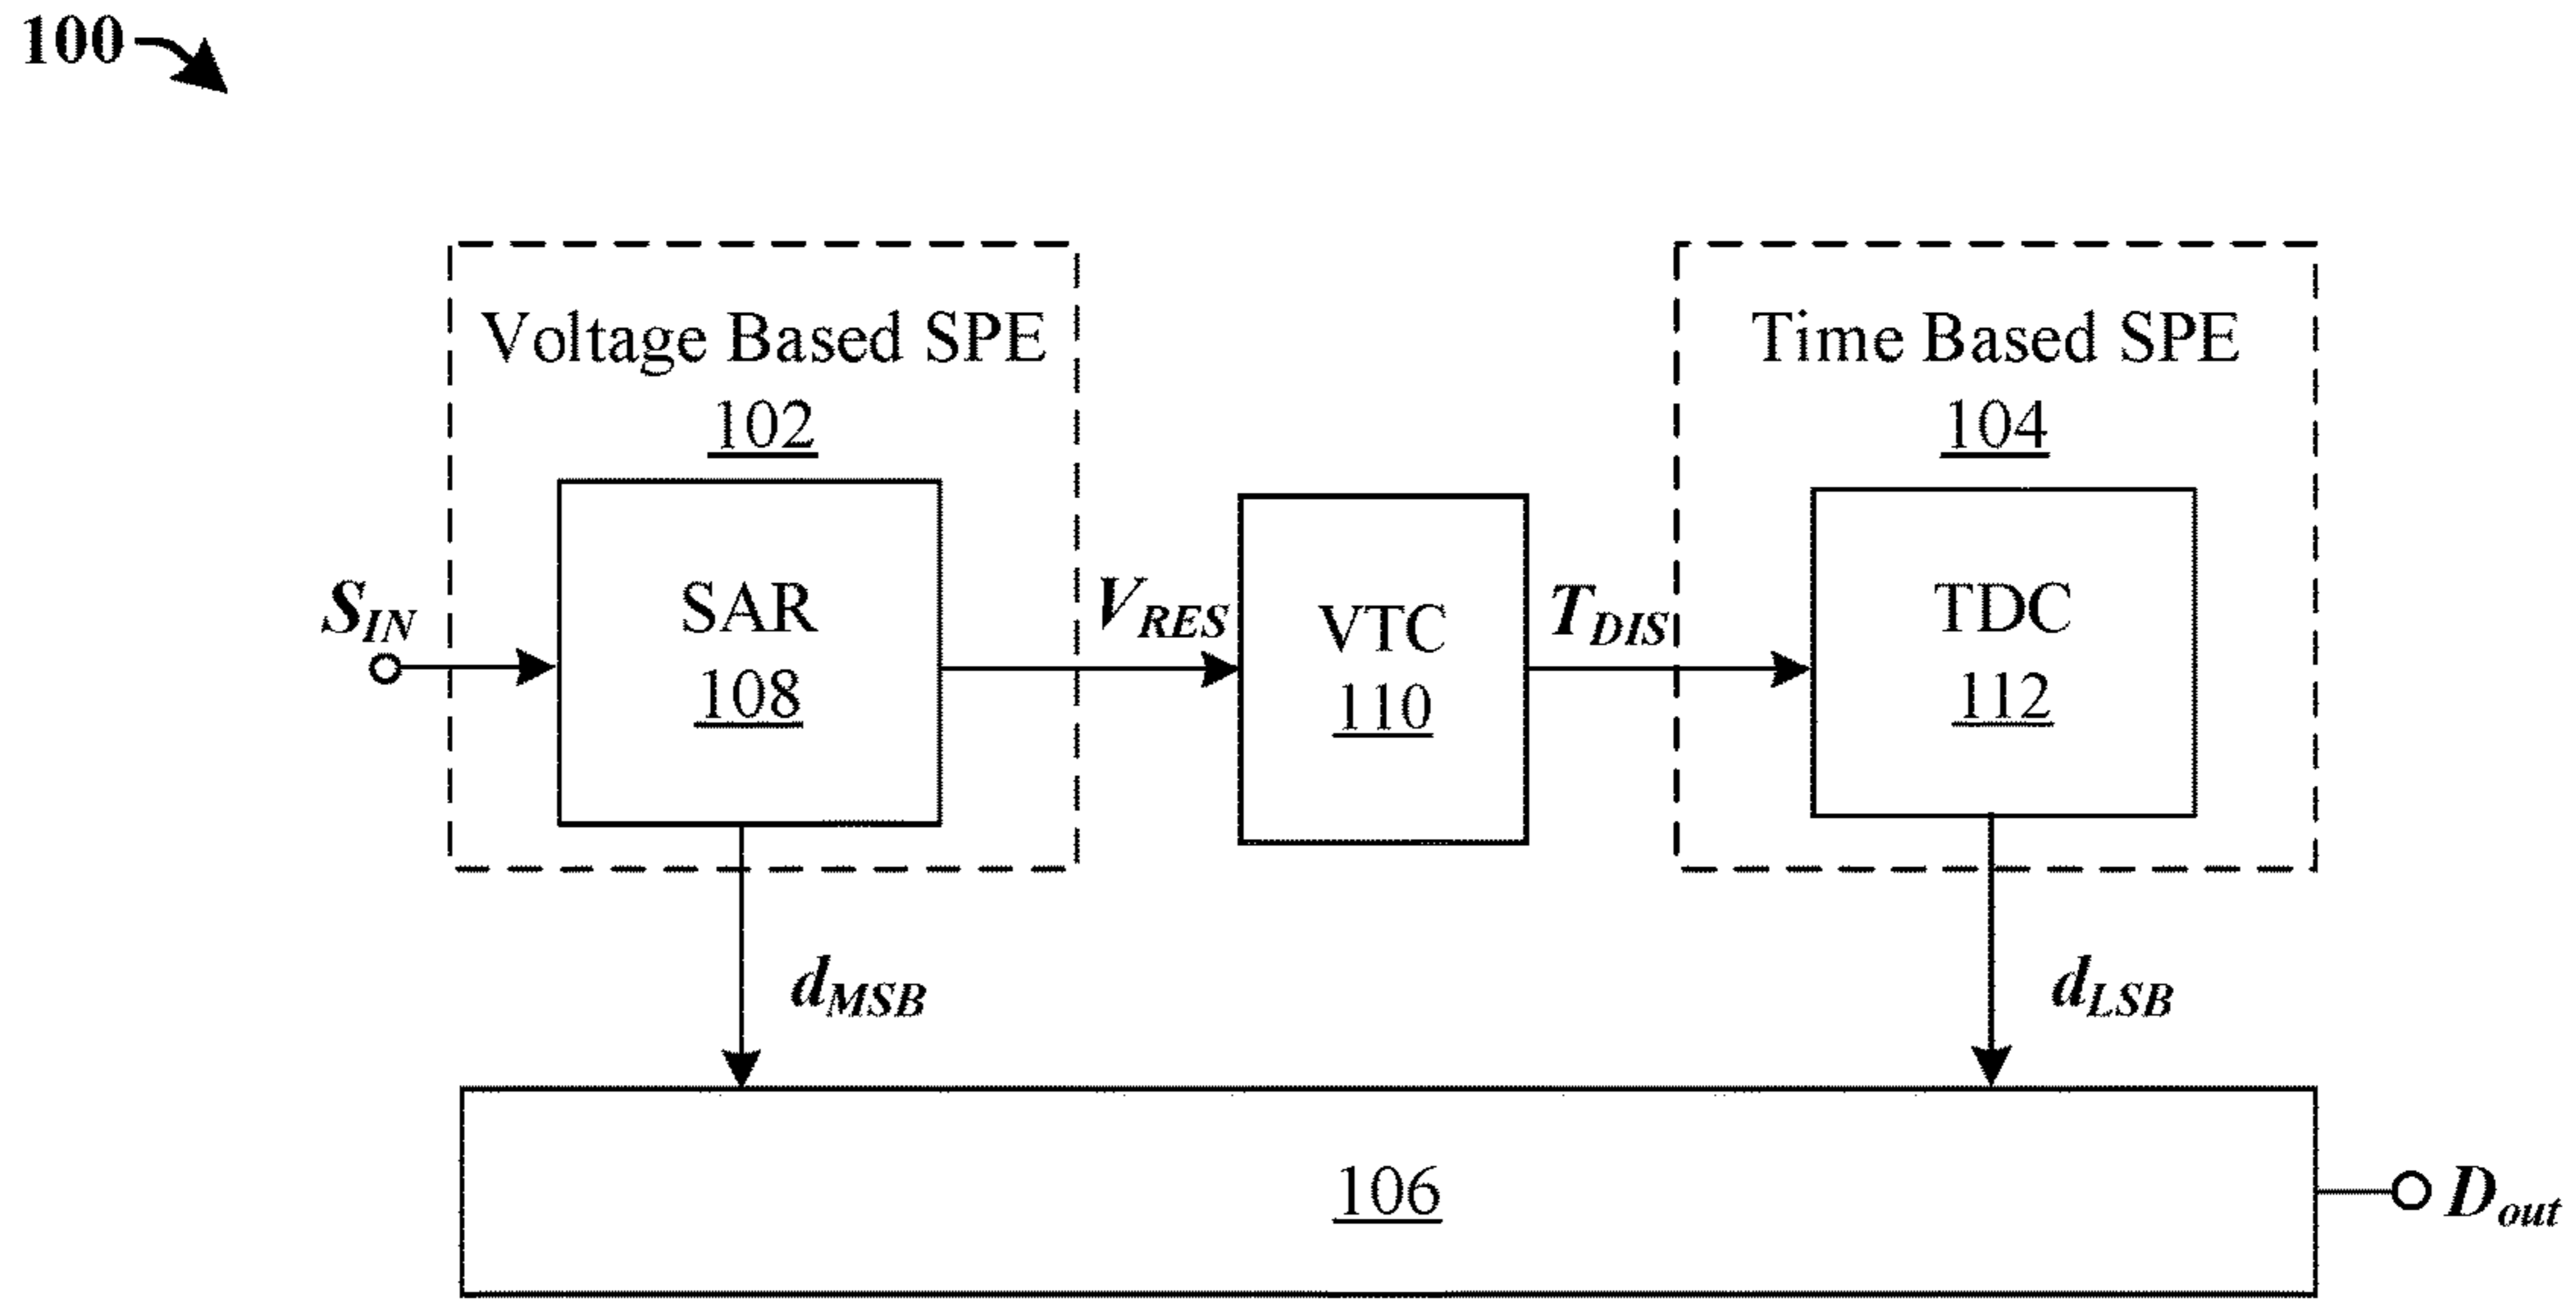 100
Voltage Based SPE
102
Time Based SPE
104
S_IN
SAR
108
V_RES
VTC
110
T_DIS
TDC
112
d_MSB
d_LSB
106
D_out